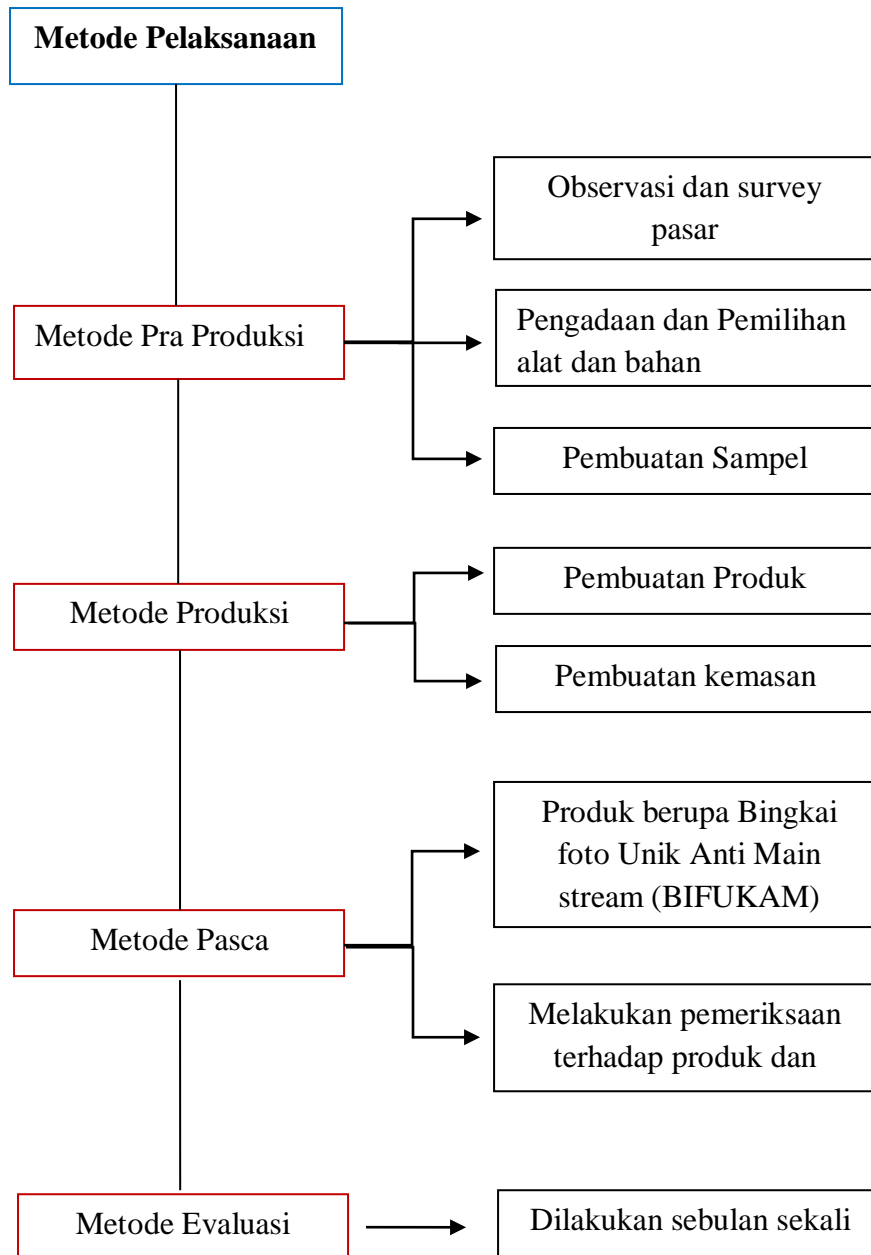 Metode Pelaksanaan
Observasi dan survey
pasar
Metode Pra Produksi
Pengadaan dan Pemilihan
alat dan bahan
Pembuatan Sampel
Metode Produksi
Pembuatan Produk
Pembuatan kemasan
Produk berupa Bingkai
foto Unik Anti Main
stream (BIFUKAM)
Metode Pasca
Melakukan pemeriksaan
terhadap produk dan
Metode Evaluasi
Dilakukan sebulan sekali